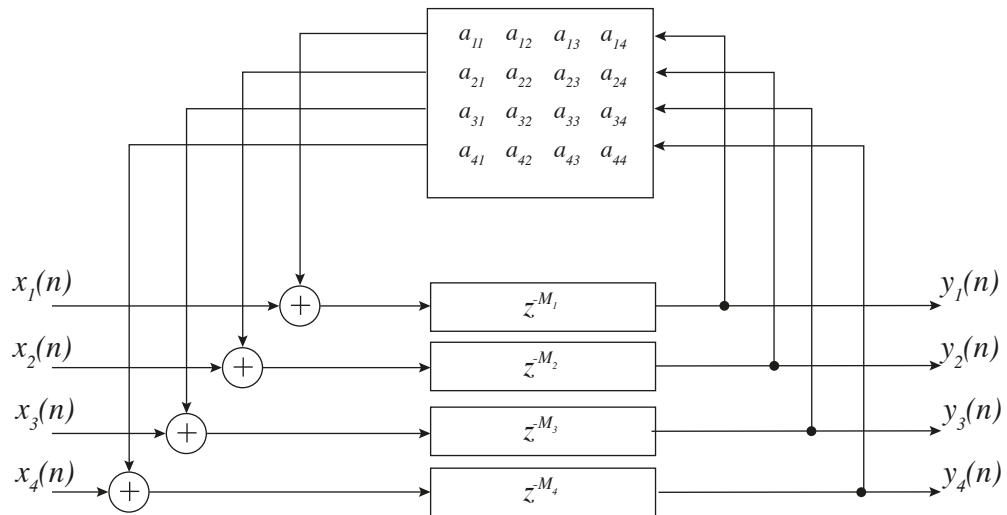 a₁₁ a₁₂ a₁₃ a₁₄
a₂₁ a₂₂ a₂₃ a₂₄
a₃₁ a₃₂ a₃₃ a₃₄
a₄₁ a₄₂ a₄₃ a₄₄
x₁(n) + z^-M₁ y₁(n)
x₂(n) + z^-M₂ y₂(n)
x₃(n) + z^-M₃ y₃(n)
x₄(n) + z^-M₄ y₄(n)